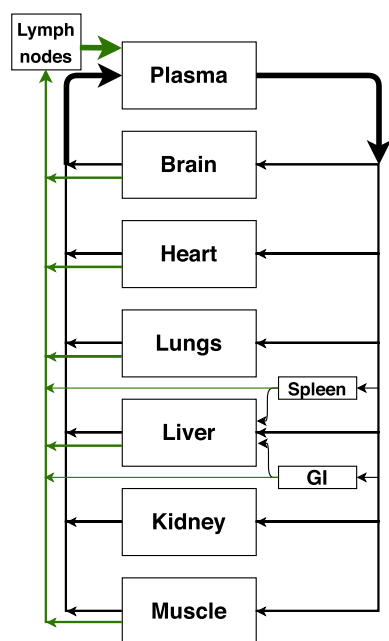 Lymph
nodes
Plasma
Brain
Heart
Lungs
Spleen
Liver
GI
Kidney
Muscle